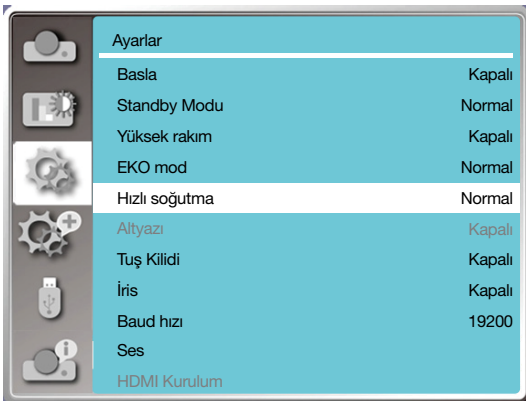 Ayarlar
Basla Kapalı
Standby Modu Normal
Yüksek rakım Kapalı
EKO mod Normal
Hızlı soğutma Normal
Altyazı Kapalı
Tuş Kilidi Kapalı
İris Kapalı
Baud hızı 19200
Ses
HDMI Kurulum